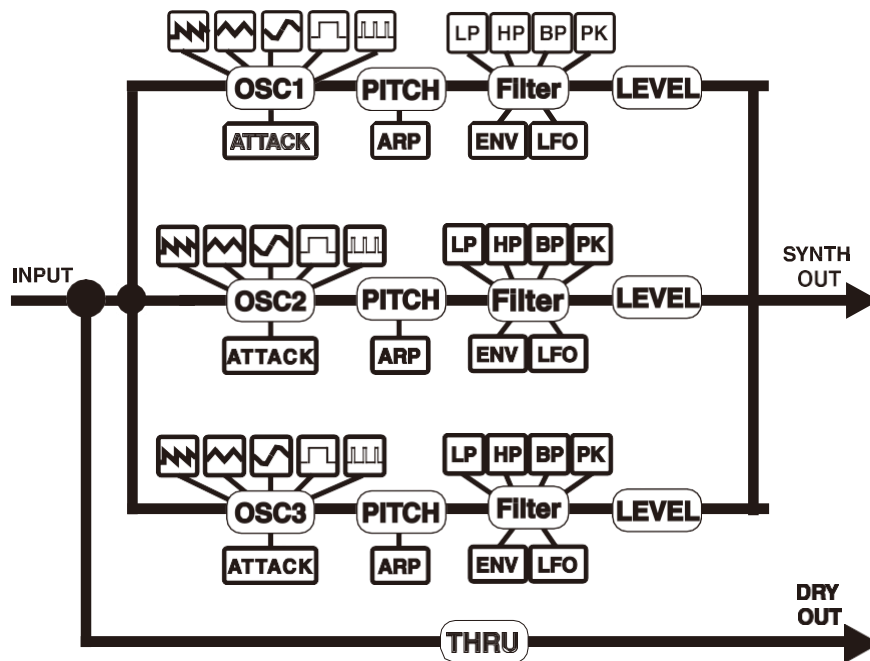 LP HP BP PK
OSC1 PITCH Filter LEVEL
ATTACK ARP ENV LFO
LP HP BP PK
INPUT
SYNTH
OUT
OSC2 PITCH Filter LEVEL
ATTACK ARP ENV LFO
LP HP BP PK
OSC3 PITCH Filter LEVEL
ATTACK ARP ENV LFO
DRY
OUT
THRU